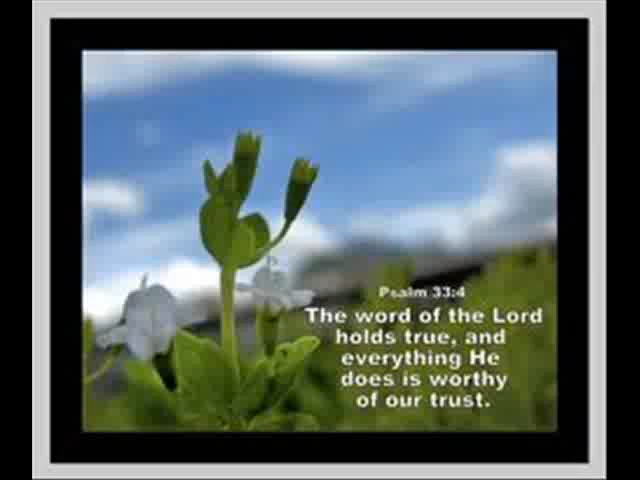 Psalm 33:4
The word of the Lord
holds true, and
everything He
does is worthy
of our trust.